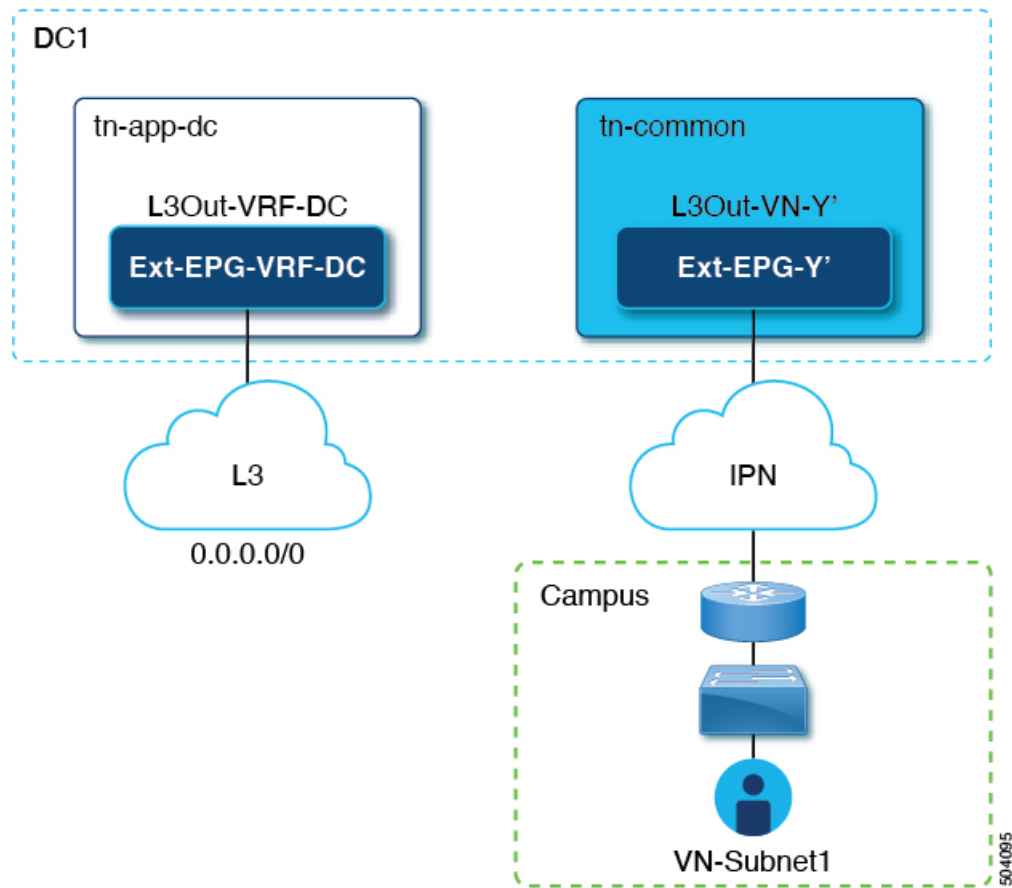 DC1
tn-app-dc
L3Out-VRF-DC
Ext-EPG-VRF-DC
tn-common
L3Out-VN-Y’
Ext-EPG-Y’
L3
0.0.0.0/0
IPN
Campus
VN-Subnet1
504095